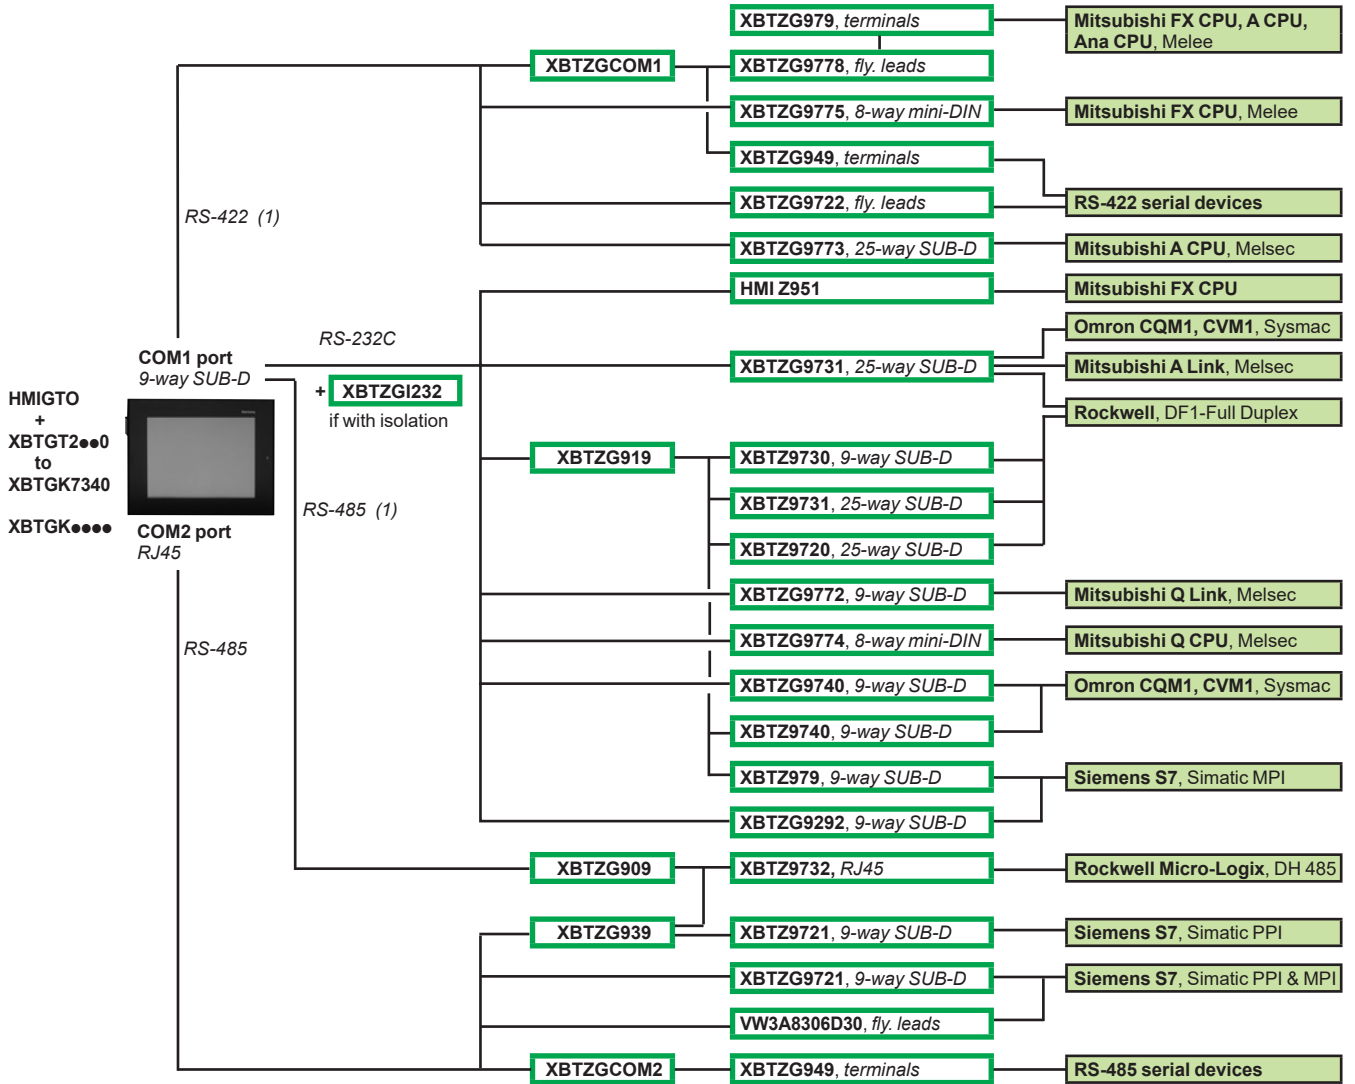 XBTZG979, terminals
Mitsubishi FX CPU, A CPU,
Ana CPU, Melee
XBTZGCOM1
XBTZG9778, fly. leads
XBTZG9775, 8-way mini-DIN
Mitsubishi FX CPU, Melee
XBTZG949, terminals
RS-422 (1)
XBTZG9722, fly. leads
RS-422 serial devices
XBTZG9773, 25-way SUB-D
Mitsubishi A CPU, Melsec
HMI Z951
Mitsubishi FX CPU
Omron CQM1, CVM1, Sysmac
RS-232C
COM1 port
9-way SUB-D
XBTZG9731, 25-way SUB-D
Mitsubishi A Link, Melsec
+ XBTZGI232
if with isolation
Rockwell, DF1-Full Duplex
HMIGTO
+
XBTGT2●●0
to
XBTGK7340
XBTGK●●●●
XBTZG919
XBTZ9730, 9-way SUB-D
RS-485 (1)
XBTZ9731, 25-way SUB-D
COM2 port
RJ45
XBTZ9720, 25-way SUB-D
XBTZG9772, 9-way SUB-D
Mitsubishi Q Link, Melsec
RS-485
XBTZG9774, 8-way mini-DIN
Mitsubishi Q CPU, Melsec
XBTZG9740, 9-way SUB-D
Omron CQM1, CVM1, Sysmac
XBTZ9740, 9-way SUB-D
XBTZ979, 9-way SUB-D
Siemens S7, Simatic MPI
XBTZG9292, 9-way SUB-D
XBTZG909
XBTZ9732, RJ45
Rockwell Micro-Logix, DH 485
XBTZG939
XBTZ9721, 9-way SUB-D
Siemens S7, Simatic PPI
XBTZG9721, 9-way SUB-D
Siemens S7, Simatic PPI & MPI
VW3A8306D30, fly. leads
XBTZGCOM2
XBTZG949, terminals
RS-485 serial devices